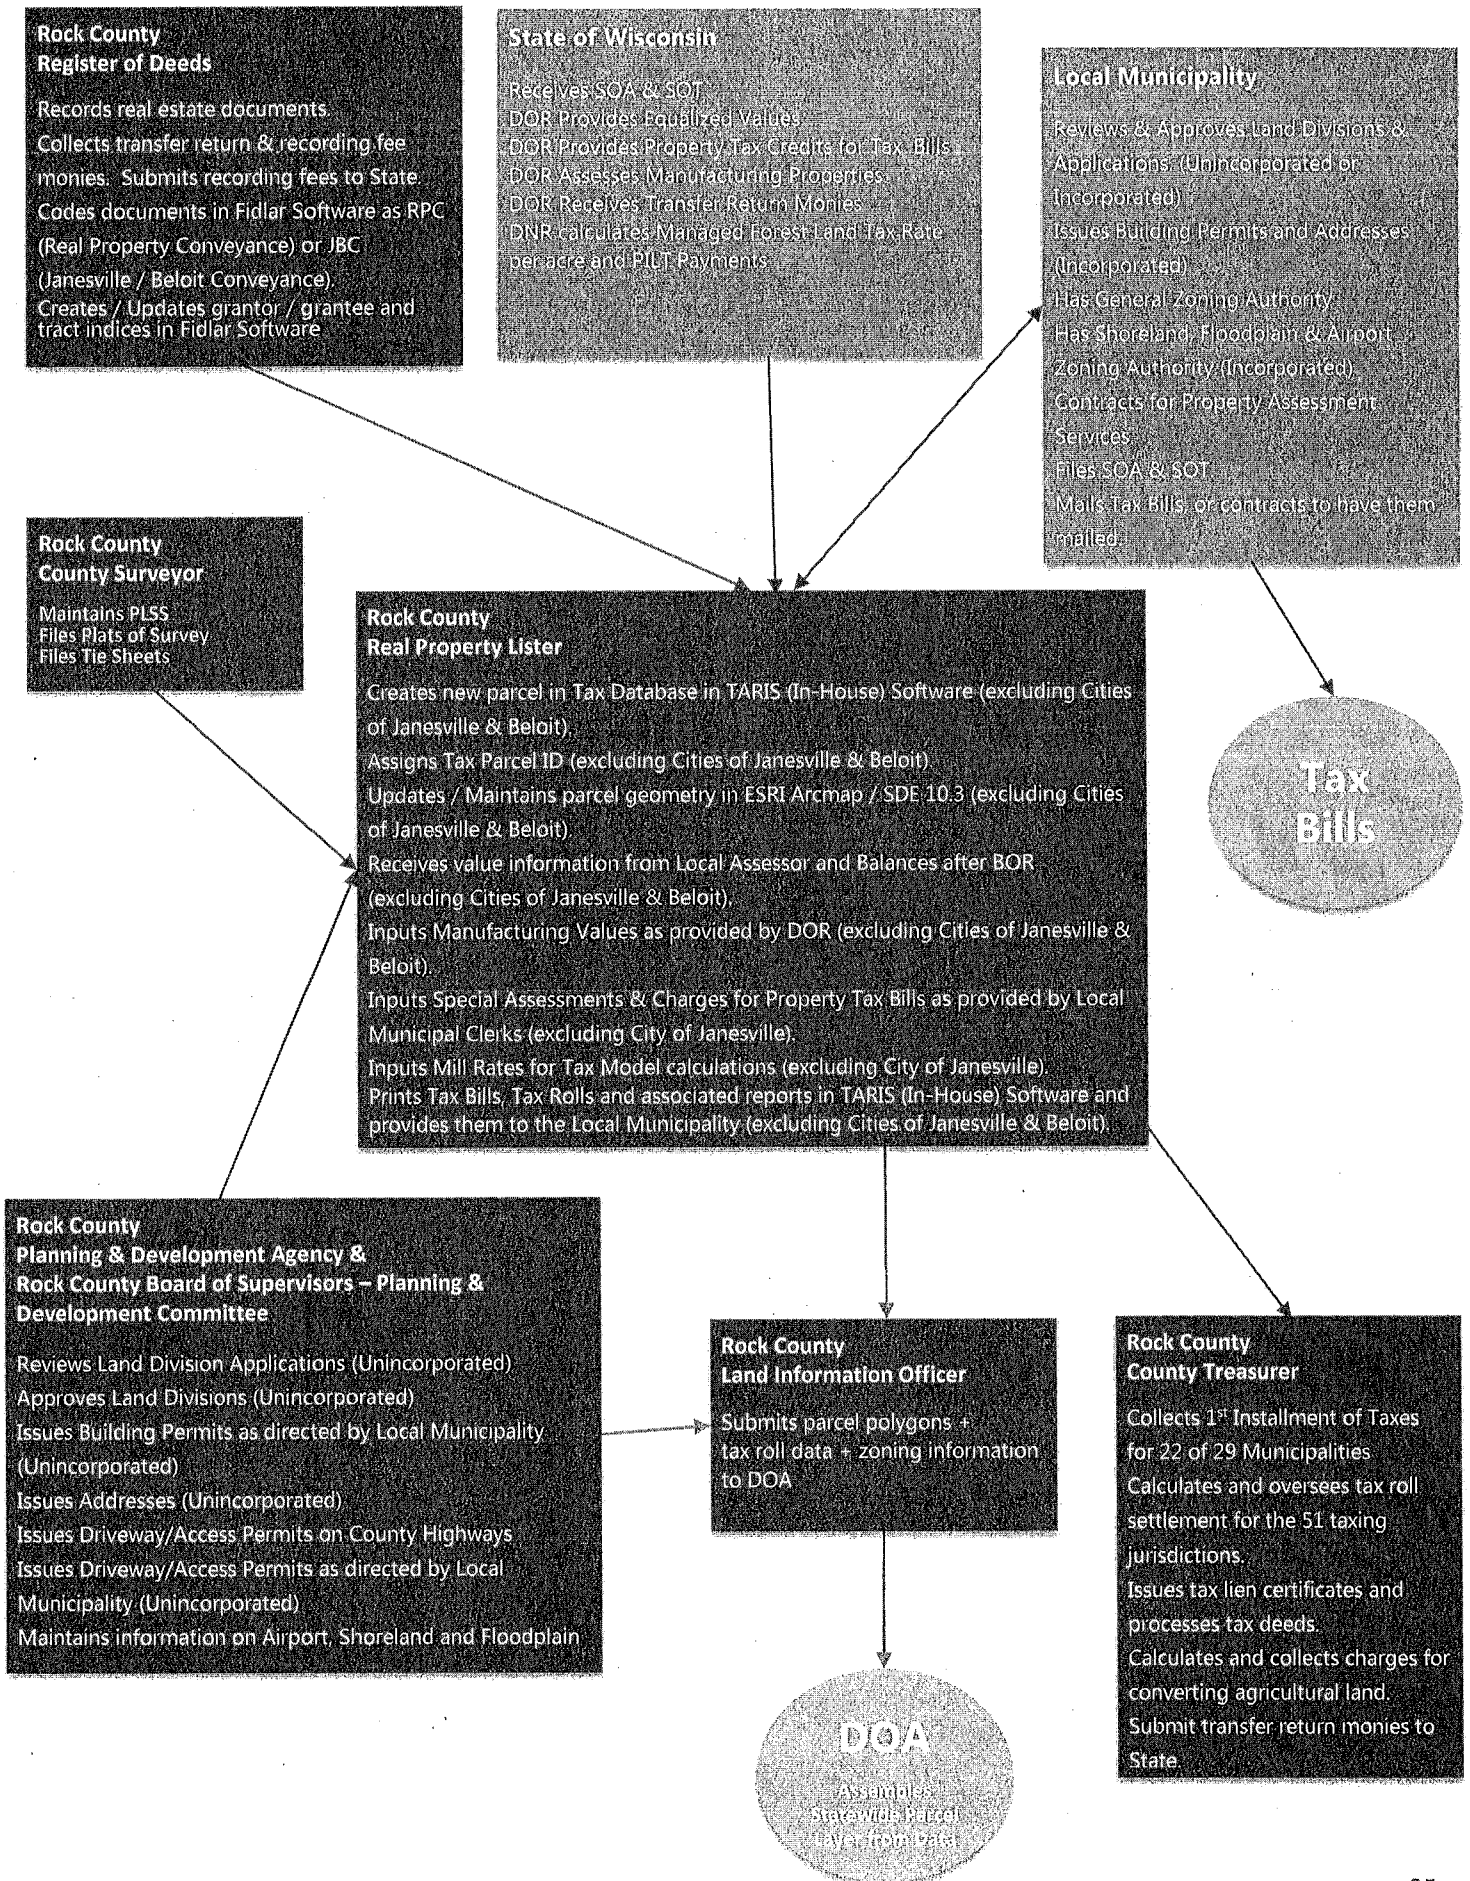 Rock County
Register of Deeds
Records real estate documents.
Collects transfer return & recording fee
monies. Submits recording fees to State
Codes documents in Fidlar Software as RPC
(Real Property Conveyance) or JBC
(Janesville / Beloit Conveyance).
Creates / Updates grantor / grantee and
tract indices in Fidlar Software
State of Wisconsin
Receives SOA & SOT
DOR Provides Equalized Values
DOR Provides Property Tax Credits for Tax Bills
DOR Assesses Manufacturing Properties
DOR Receives Transfer Return Monies
DNR calculates Managed Forest Land Tax Rate
per acre and PILT Payments
Local Municipality
Reviews & Approves Land Divisions &
Applications. (Unincorporated or
Incorporated)
Issues Building Permits and Addresses
(Incorporated)
Has General Zoning Authority
Has Shoreland, Floodplain & Airport
Zoning Authority (Incorporated)
Contracts for Property Assessment
Services
Files SOA & SOT
Mails Tax Bills, or contracts to have them
mailed.
Rock County
County Surveyor
Maintains PLSS
Files Plats of Survey
Files Tie Sheets
Rock County
Real Property Lister
Creates new parcel in Tax Database in TARIS (In-House) Software (excluding Cities
of Janesville & Beloit).
Assigns Tax Parcel ID (excluding Cities of Janesville & Beloit)
Updates / Maintains parcel geometry in ESRI Arcmap / SDE 10.3 (excluding Cities
of Janesville & Beloit)
Receives value information from Local Assessor and Balances after BOR
(excluding Cities of Janesville & Beloit).
Inputs Manufacturing Values as provided by DOR (excluding Cities of Janesville &
Beloit).
Inputs Special Assessments & Charges for Property Tax Bills as provided by Local
Municipal Clerks (excluding City of Janesville).
Inputs Mill Rates for Tax Model calculations (excluding City of Janesville).
Prints Tax Bills, Tax Rolls and associated reports in TARIS (In-House) Software and
provides them to the Local Municipality (excluding Cities of Janesville & Beloit).
Tax
Bills
Rock County
Planning & Development Agency &
Rock County Board of Supervisors – Planning &
Development Committee
Reviews Land Division Applications (Unincorporated)
Approves Land Divisions (Unincorporated)
Issues Building Permits as directed by Local Municipality
(Unincorporated)
Issues Addresses (Unincorporated)
Issues Driveway/Access Permits on County Highways
Issues Driveway/Access Permits as directed by Local
Municipality (Unincorporated)
Maintains information on Airport, Shoreland and Floodplain
Rock County
Land Information Officer
Submits parcel polygons +
tax roll data + zoning information
to DOA
Rock County
County Treasurer
Collects 1st Installment of Taxes
for 22 of 29 Municipalities
Calculates and oversees tax roll
settlement for the 51 taxing
jurisdictions.
Issues tax lien certificates and
processes tax deeds.
Calculates and collects charges for
converting agricultural land.
Submit transfer return monies to
State.
DOA
Assembles
Statewide Parcel
Layer from Data